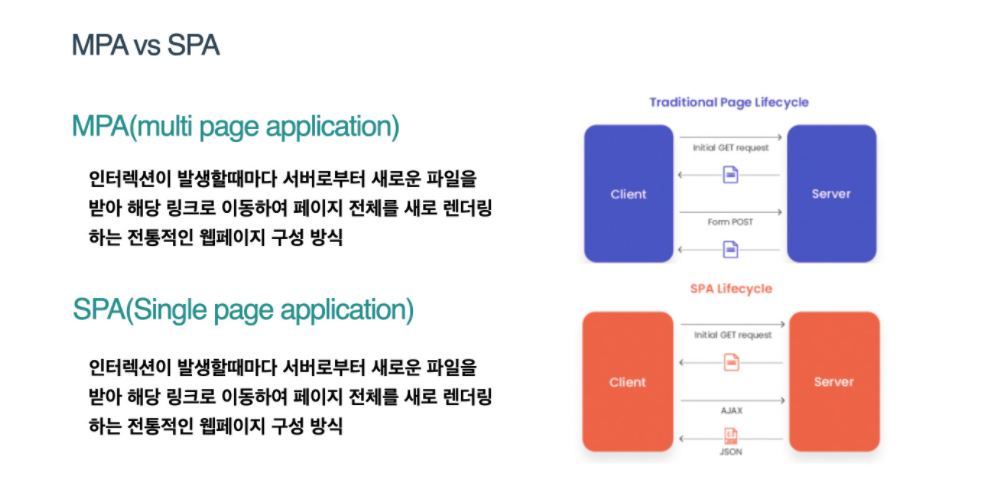 MPA vs SPA
MPA(multi page application)
인터렉션이 발생할때마다 서버로부터 새로운 파일을
받아 해당 링크로 이동하여 페이지 전체를 새로 렌더링
하는 전통적인 웹페이지 구성 방식
SPA(Single page application)
인터렉션이 발생할때마다 서버로부터 새로운 파일을
받아 해당 링크로 이동하여 페이지 전체를 새로 렌더링
하는 전통적인 웹페이지 구성 방식
Traditional Page Lifecycle
Client
Initial GET request
Form POST
Server
SPA Lifecycle
Client
Initial GET request
AJAX
JSON
Server